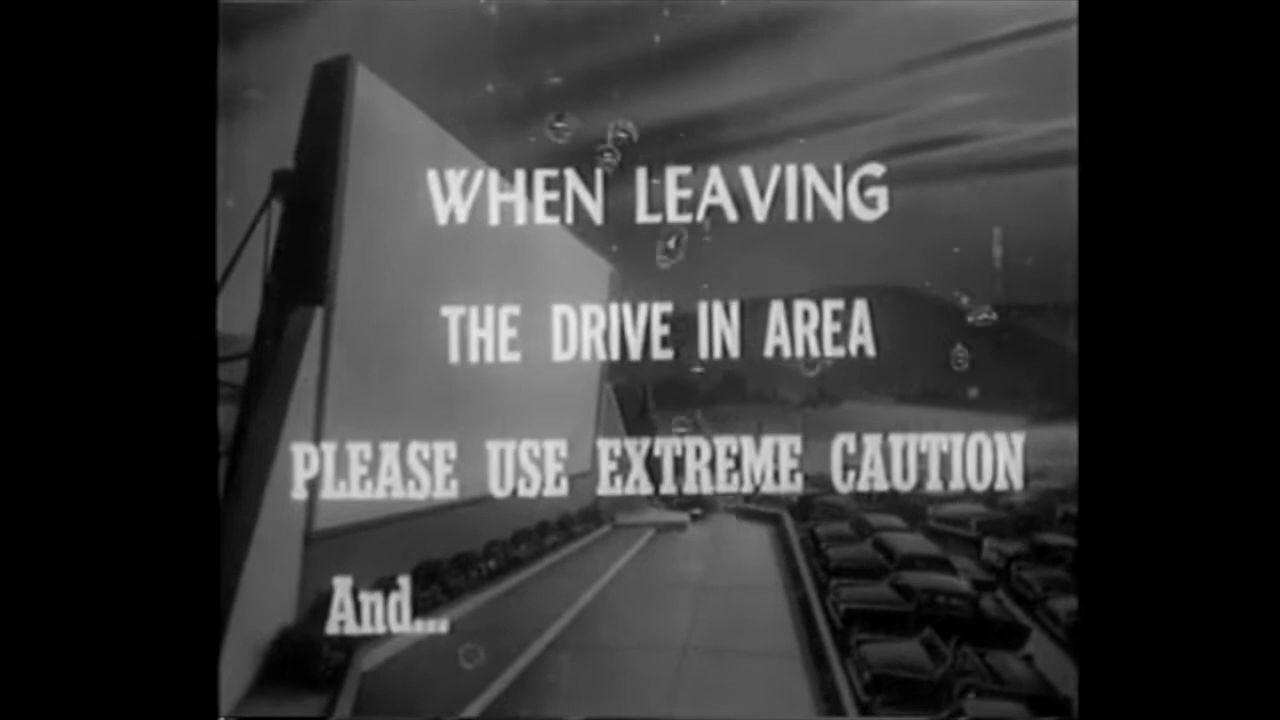 WHEN LEAVING
THE DRIVE IN AREA
PLEASE USE EXTREME CAUTION
And...